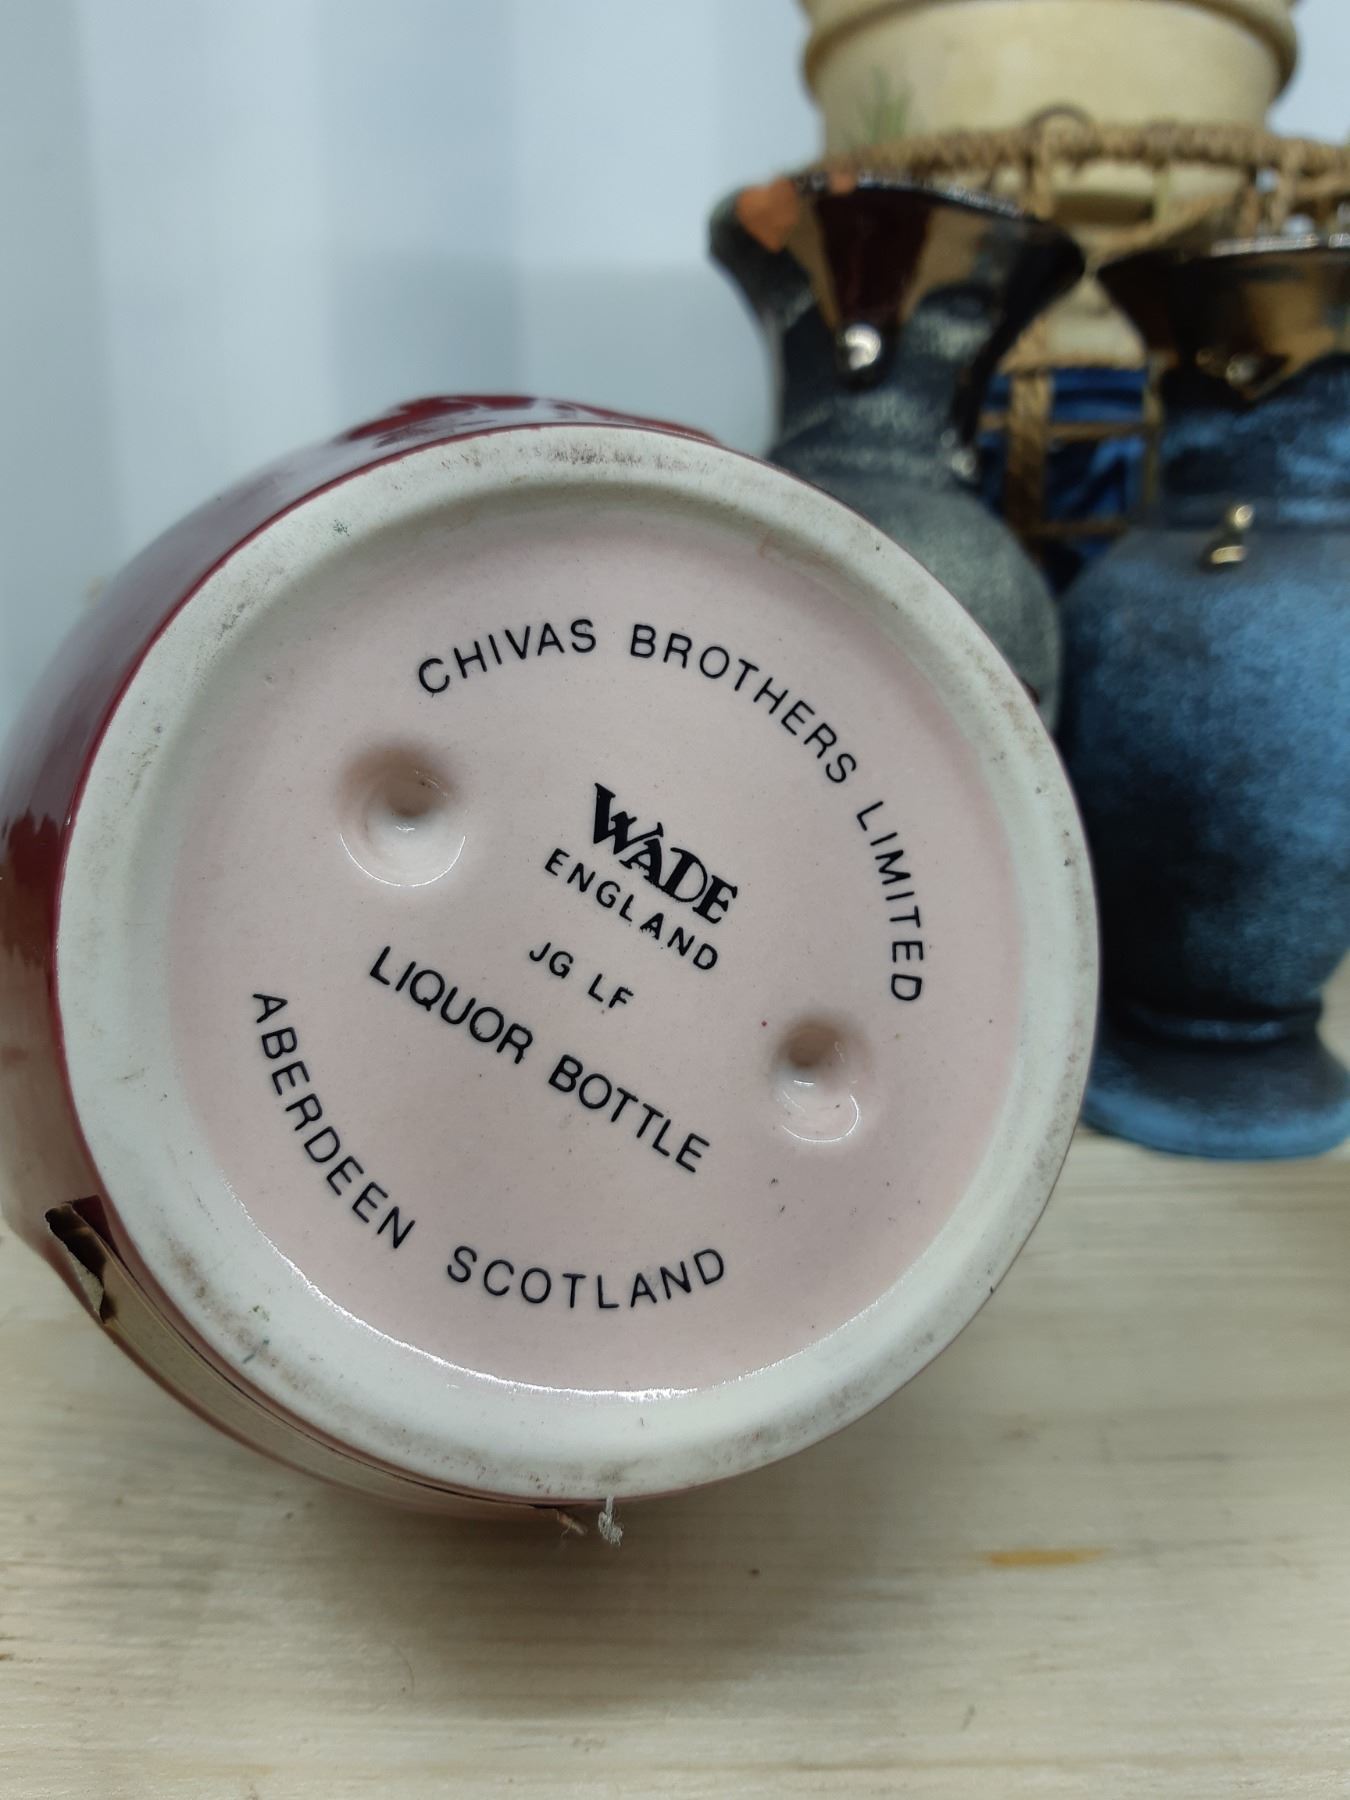 CHIVAS BROTHERS LIMITED
WADE
ENGLAND
JG LF
LIQUOR BOTTLE
ABERDEEN SCOTLAND